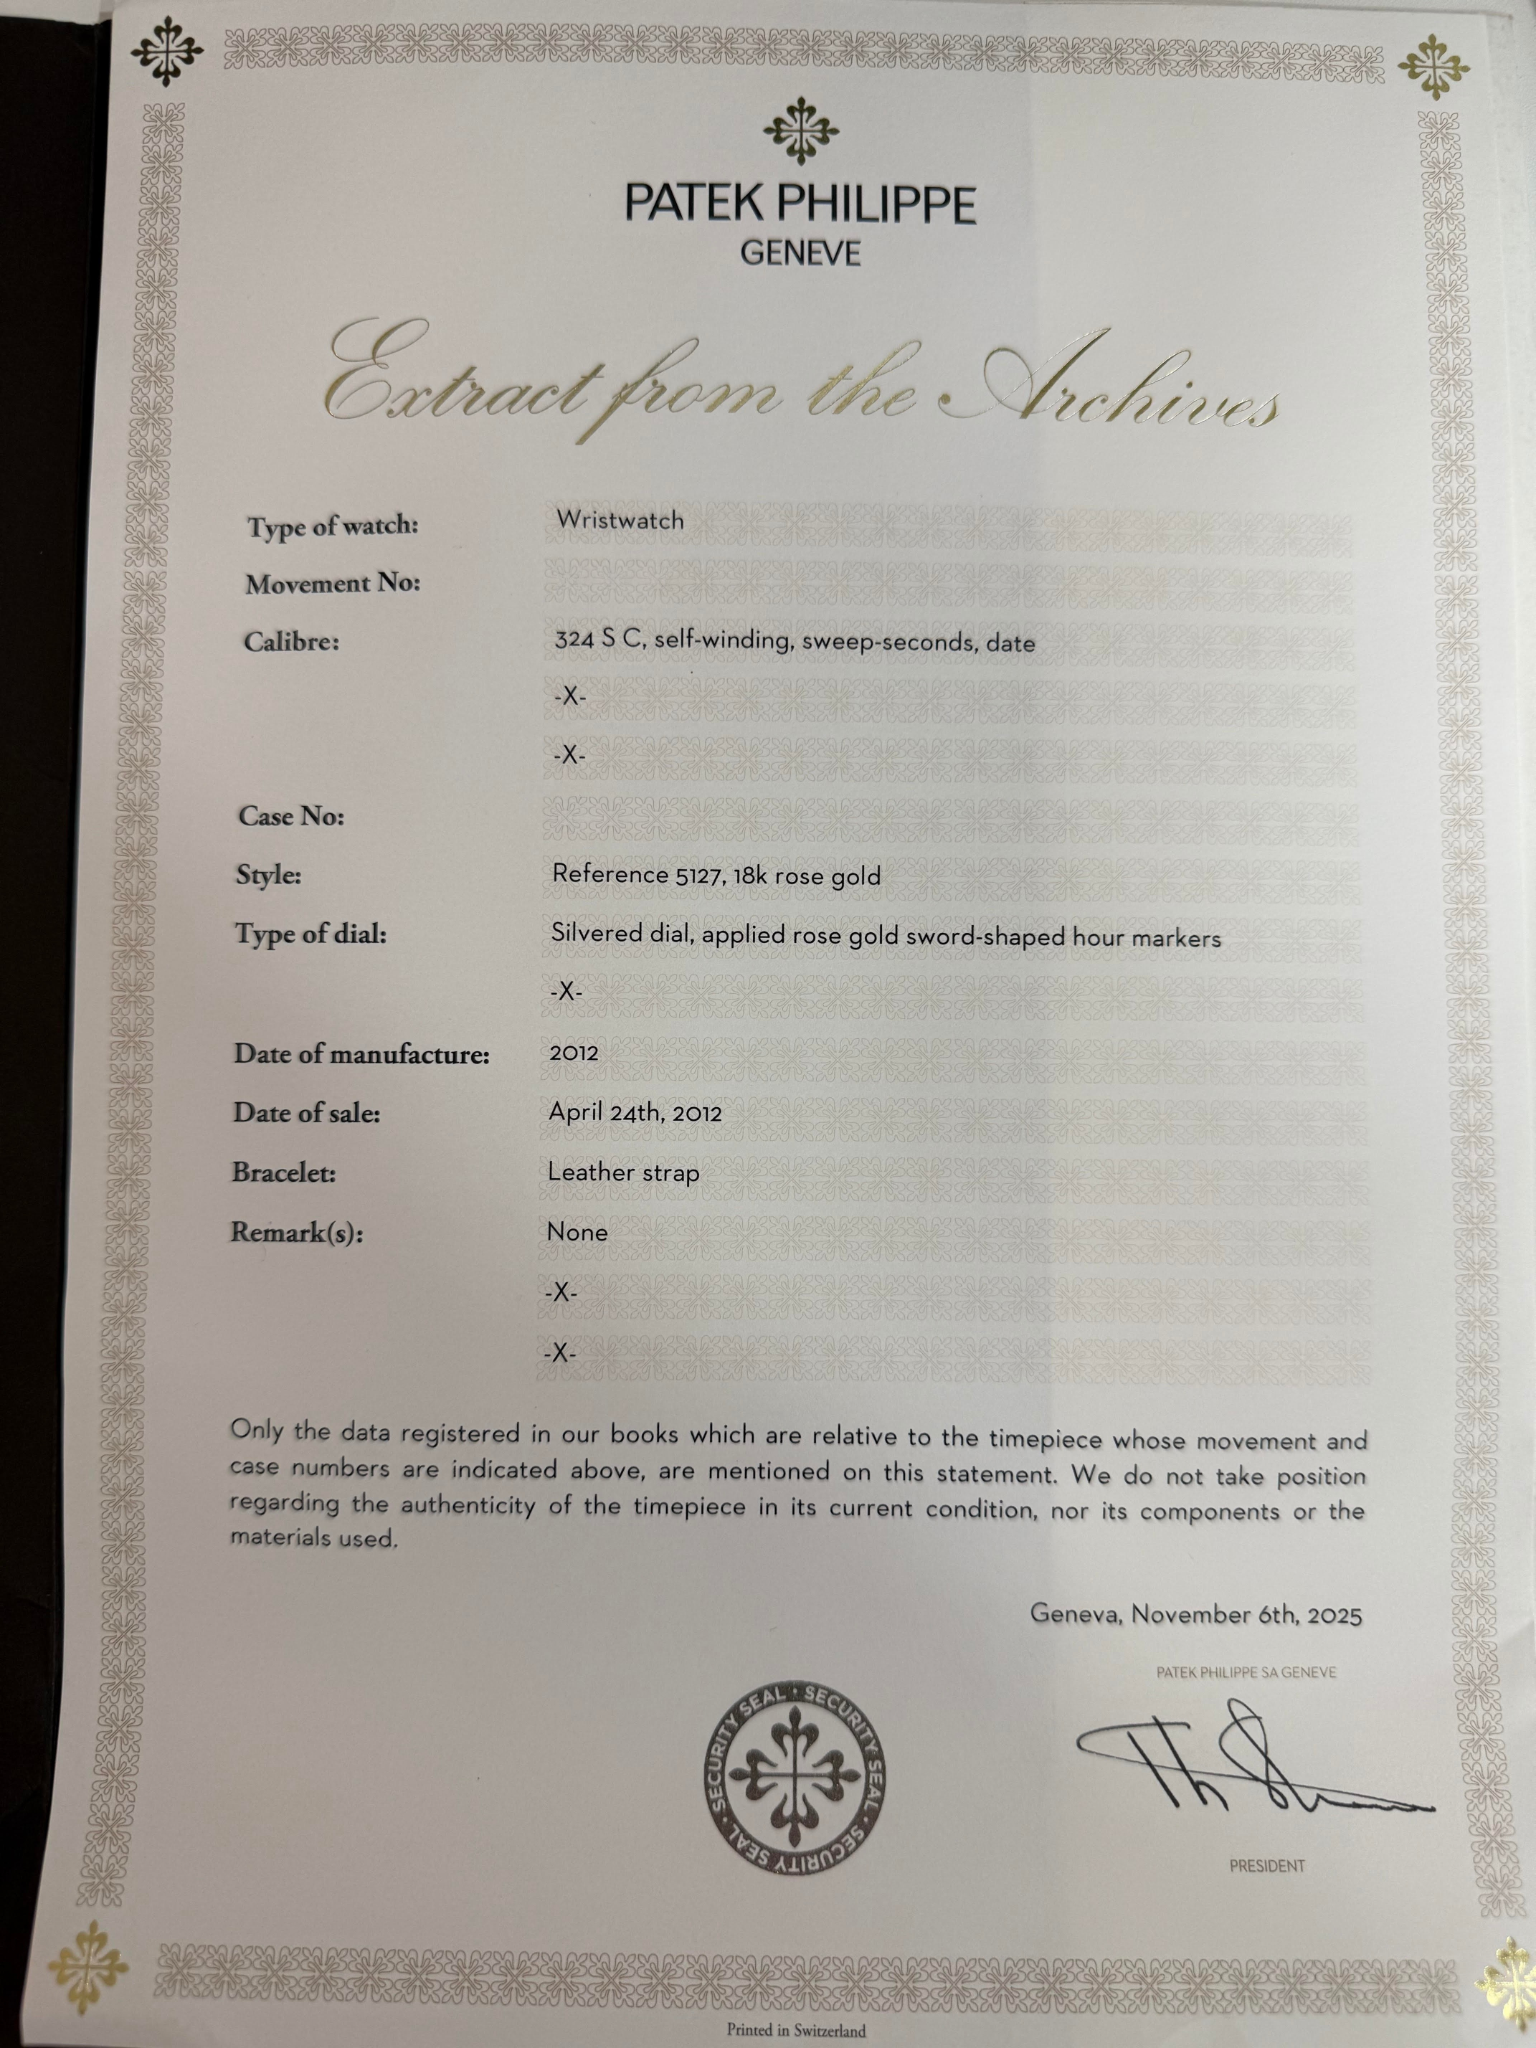 PATEK PHILIPPE
GENEVE
Extract from the Archives
Type of watch: Wristwatch
Movement No:
Calibre: 324 S C, self-winding, sweep-seconds, date
-X-
-X-
Case No:
Style: Reference 5127, 18k rose gold
Type of dial: Silvered dial, applied rose gold sword-shaped hour markers
-X-
Date of manufacture: 2012
Date of sale: April 24th, 2012
Bracelet: Leather strap
Remark(s): None
-X-
-X-
Only the data registered in our books which are relative to the timepiece whose movement and
case numbers are indicated above, are mentioned on this statement. We do not take position
regarding the authenticity of the timepiece in its current condition, nor its components or the
materials used.
Geneva, November 6th, 2025
PATEK PHILIPPE SA GENEVE
SECURITY SEAL · SECURITY SEAL · SECURITY SEAL · SECURITY SEAL ·
PRESIDENT
Printed in Switzerland